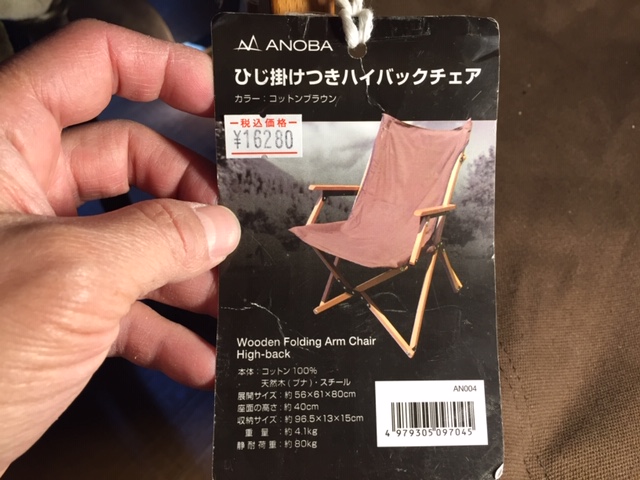 ANOBA
ひじ掛けつきハイバックチェア
カラー：コットンブラウン
税込価格
¥16280
Wooden Folding Arm Chair
High-back
本体：コットン100%
天然木(ブナ)・スチール
展開サイズ：約56×61×80cm
座面の高さ：約40cm
収納サイズ：約96.5×13×15cm
重量：約4.1kg
静耐荷重：約80kg
AN004
4 979305 097045